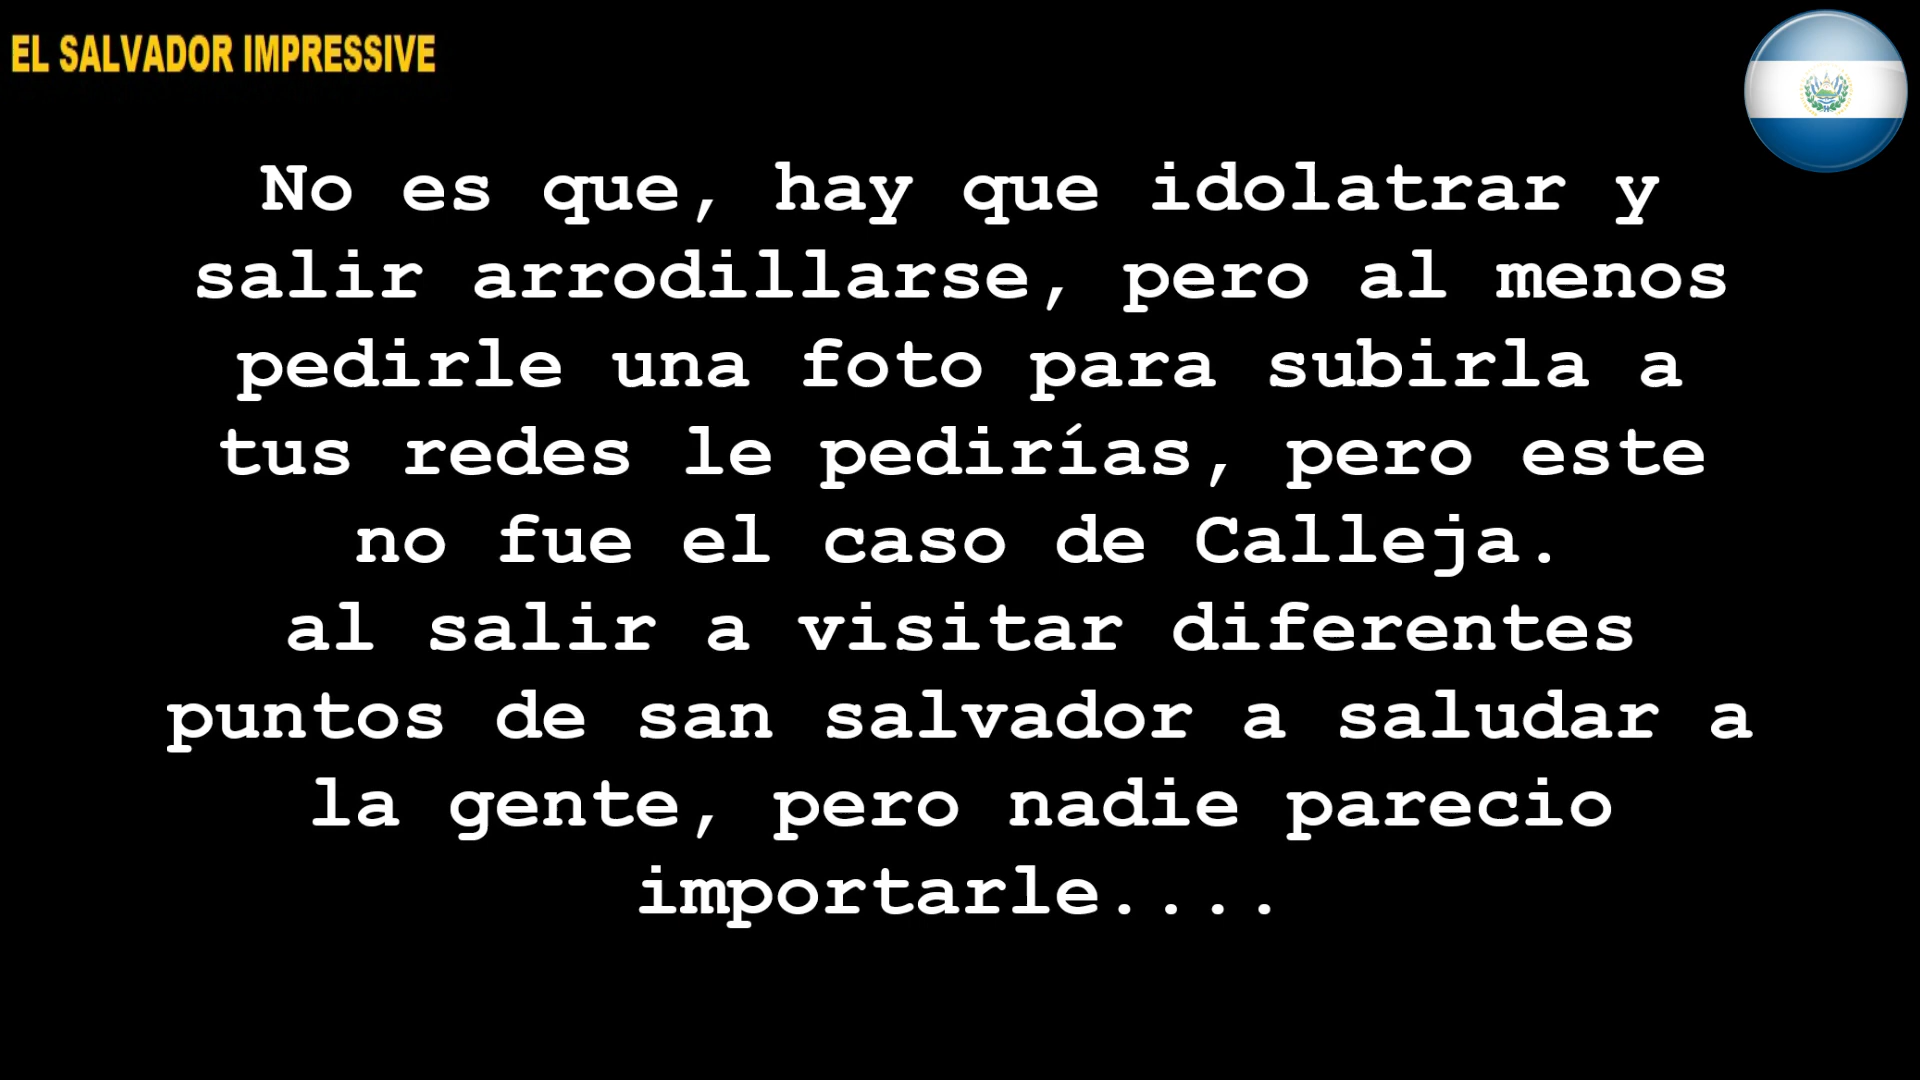 EL SALVADOR IMPRESSIVE
No es que, hay que idolatrar y
salir arrodillarse, pero al menos
pedirle una foto para subirla a
tus redes le pedirías, pero este
no fue el caso de Calleja.
al salir a visitar diferentes
puntos de san salvador a saludar a
la gente, pero nadie parecio
importarle....